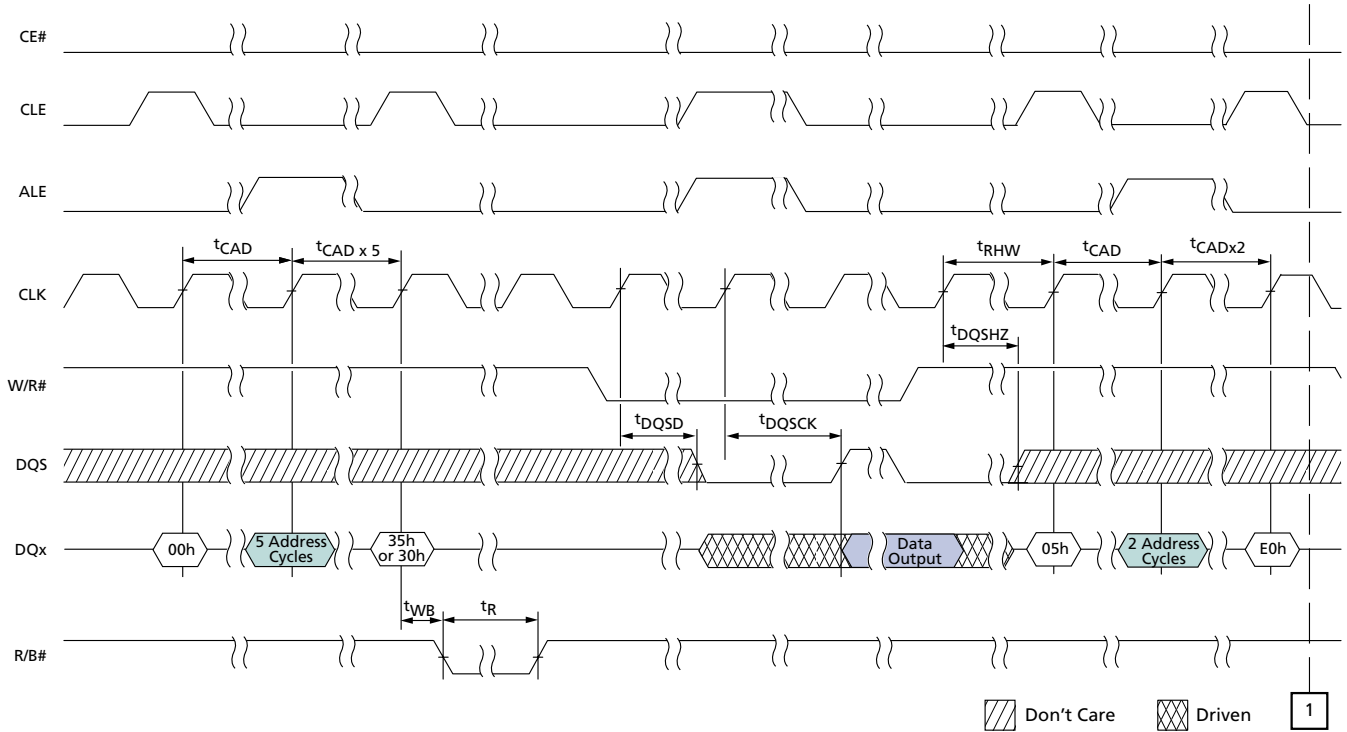 CE#
CLE
ALE
tCAD
tCAD x 5
tRHW
tCAD
tCADx2
CLK
tDQSHZ
W/R#
tDQSD
tDQSCK
DQS
DQx
00h
5 Address
Cycles
35h
or 30h
Data
Output
05h
2 Address
Cycles
E0h
tWB
tR
R/B#
Don't Care
Driven
1